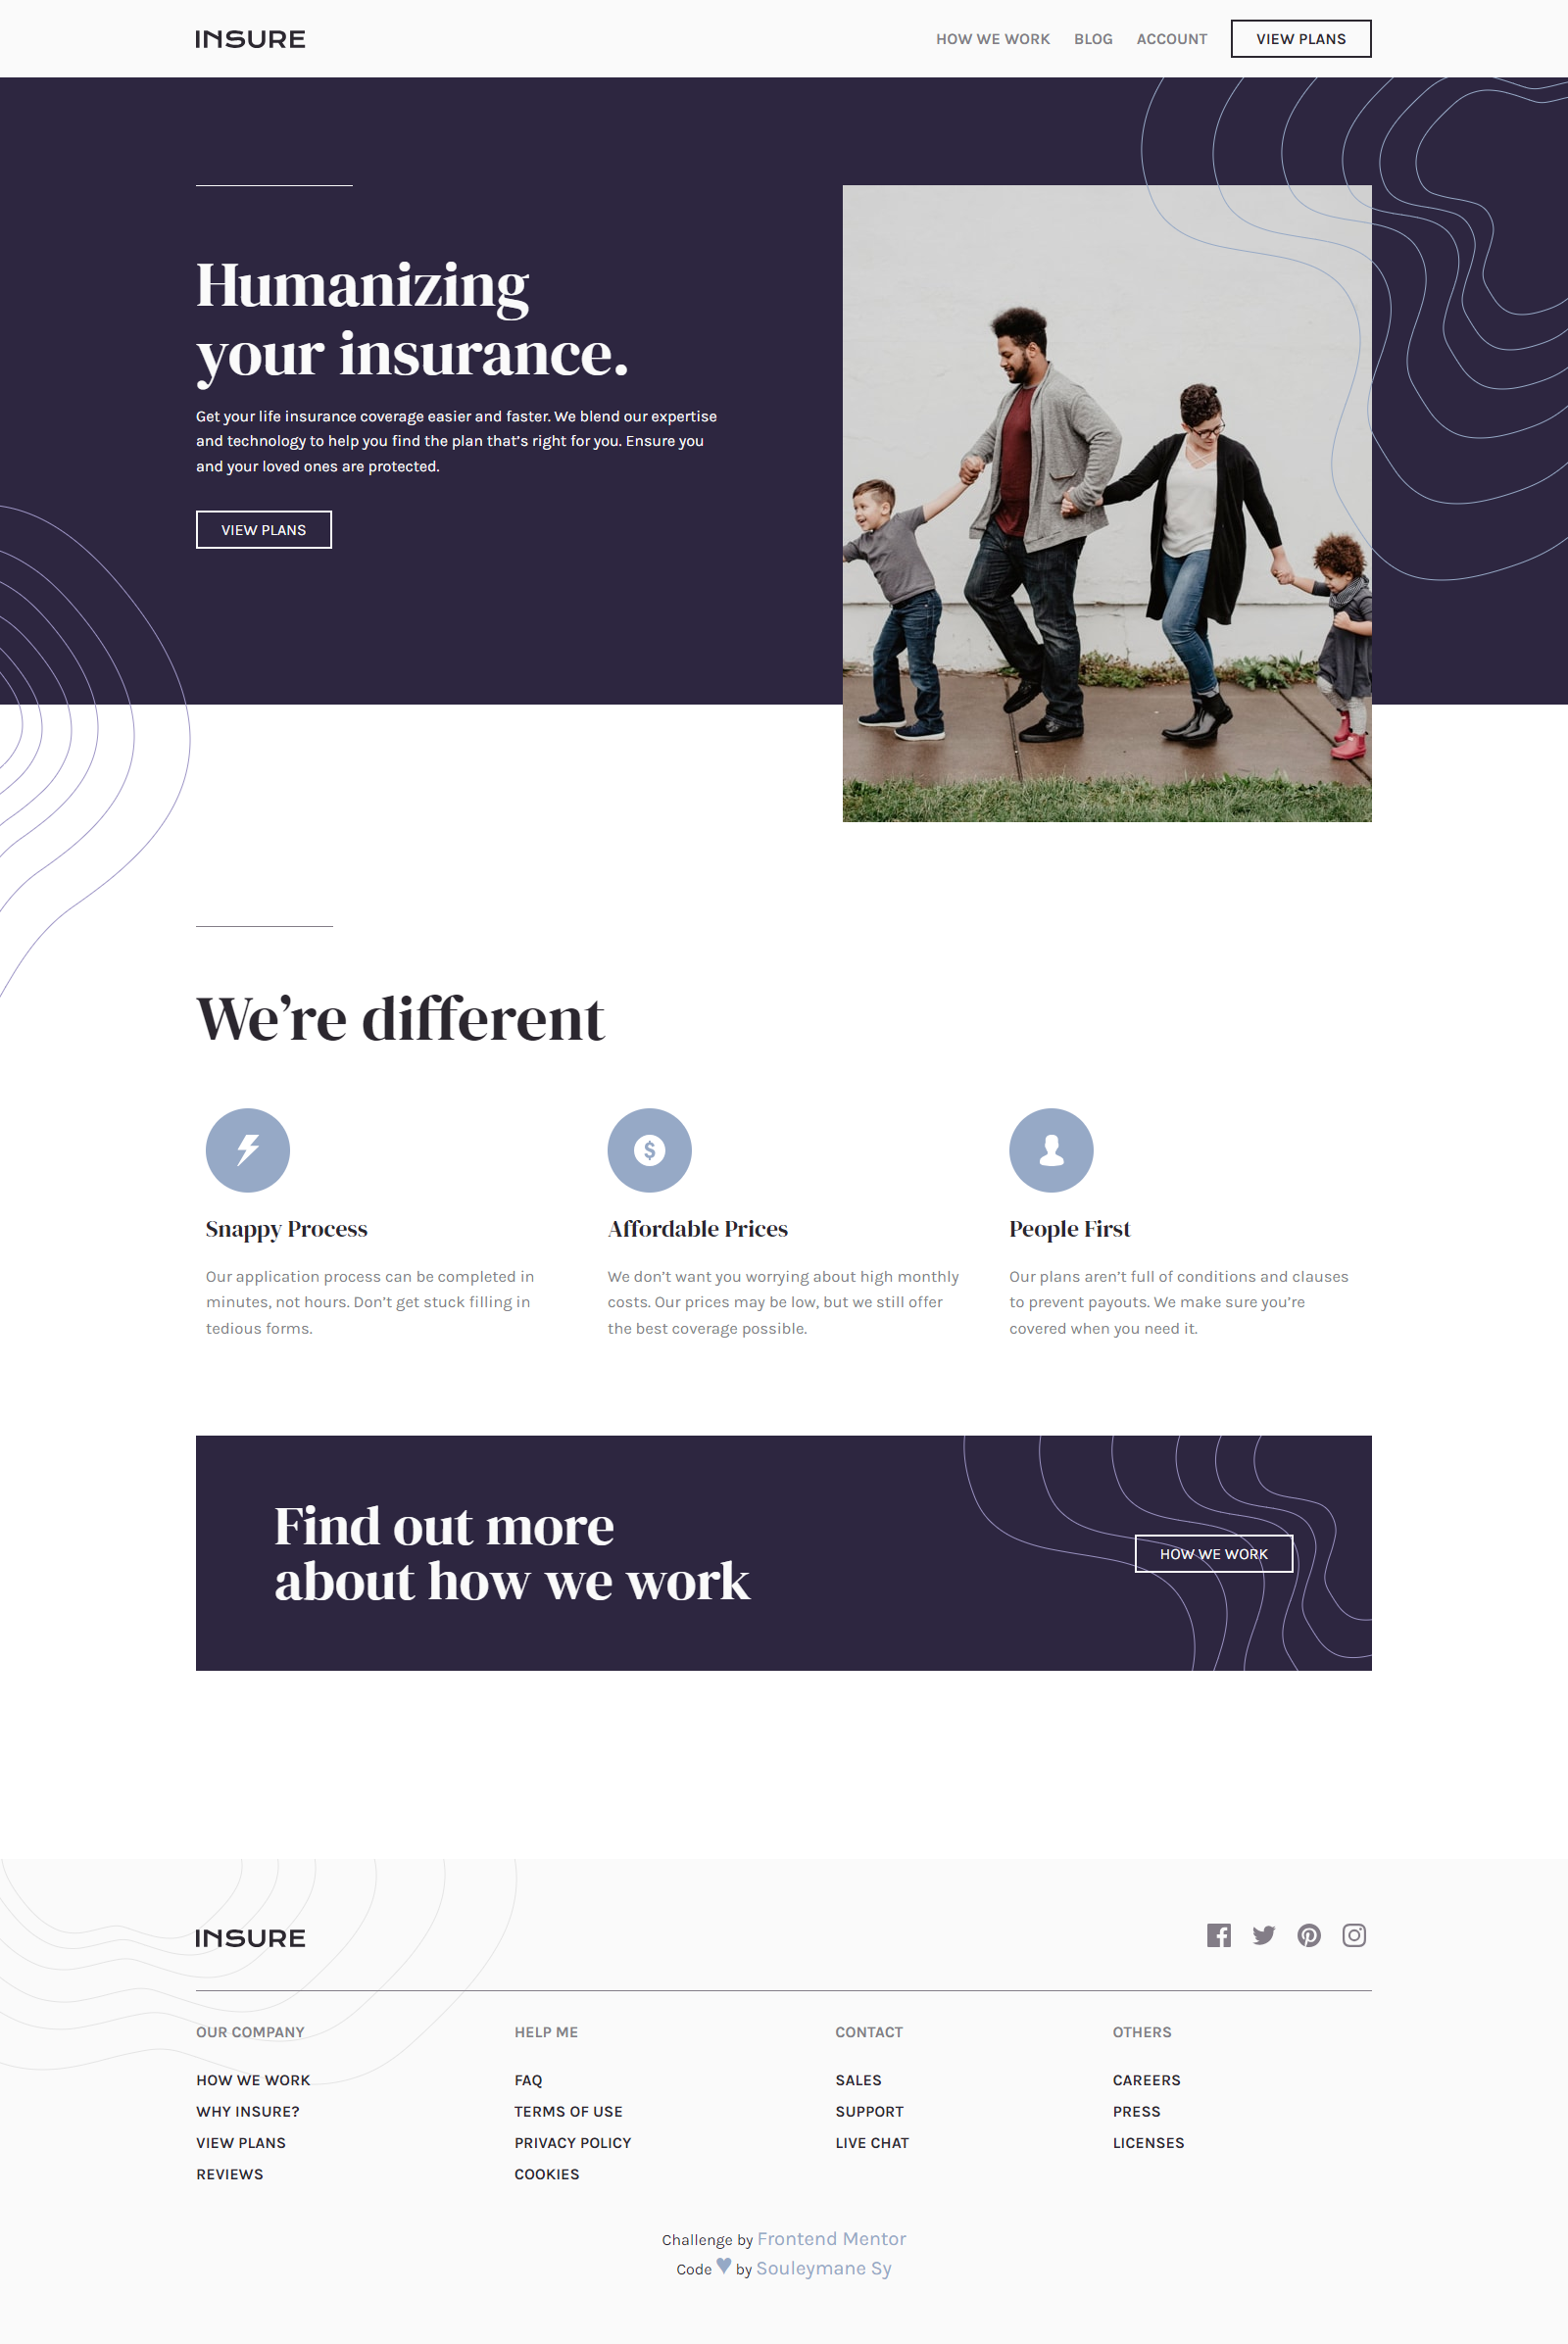 INSURE
HOW WE WORK BLOG ACCOUNT VIEW PLANS
Humanizing
your insurance.
Get your life insurance coverage easier and faster. We blend our expertise
and technology to help you find the plan that’s right for you. Ensure you
and your loved ones are protected.
VIEW PLANS
We’re different
Snappy Process
Our application process can be completed in
minutes, not hours. Don’t get stuck filling in
tedious forms.
$
Affordable Prices
We don’t want you worrying about high monthly
costs. Our prices may be low, but we still offer
the best coverage possible.
People First
Our plans aren’t full of conditions and clauses
to prevent payouts. We make sure you’re
covered when you need it.
Find out more
about how we work
HOW WE WORK
INSURE
OUR COMPANY
HOW WE WORK
WHY INSURE?
VIEW PLANS
REVIEWS
HELP ME
FAQ
TERMS OF USE
PRIVACY POLICY
COOKIES
CONTACT
SALES
SUPPORT
LIVE CHAT
OTHERS
CAREERS
PRESS
LICENSES
Challenge by Frontend Mentor
Code ♥ by Souleymane Sy